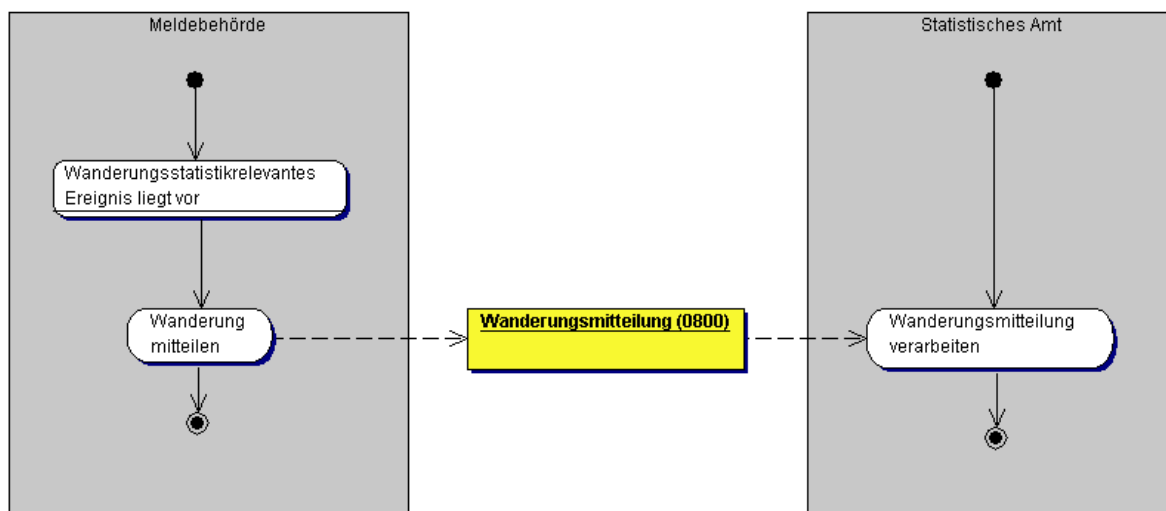 Meldebehörde
Statistisches Amt
Wanderungsstatistikrelevantes
Ereignis liegt vor
Wanderung
mitteilen
Wanderungsmitteilung (0800)
Wanderungsmitteilung
verarbeiten